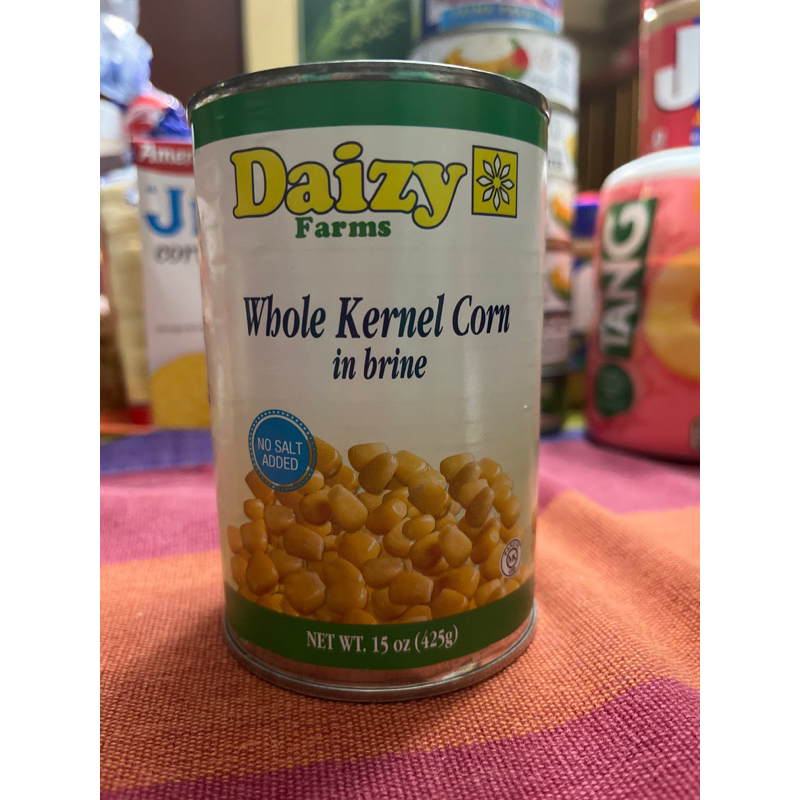 Daizy
Farms
Whole Kernel Corn
in brine
NO SALT
ADDED
NET WT. 15 oz (425g)
TANG